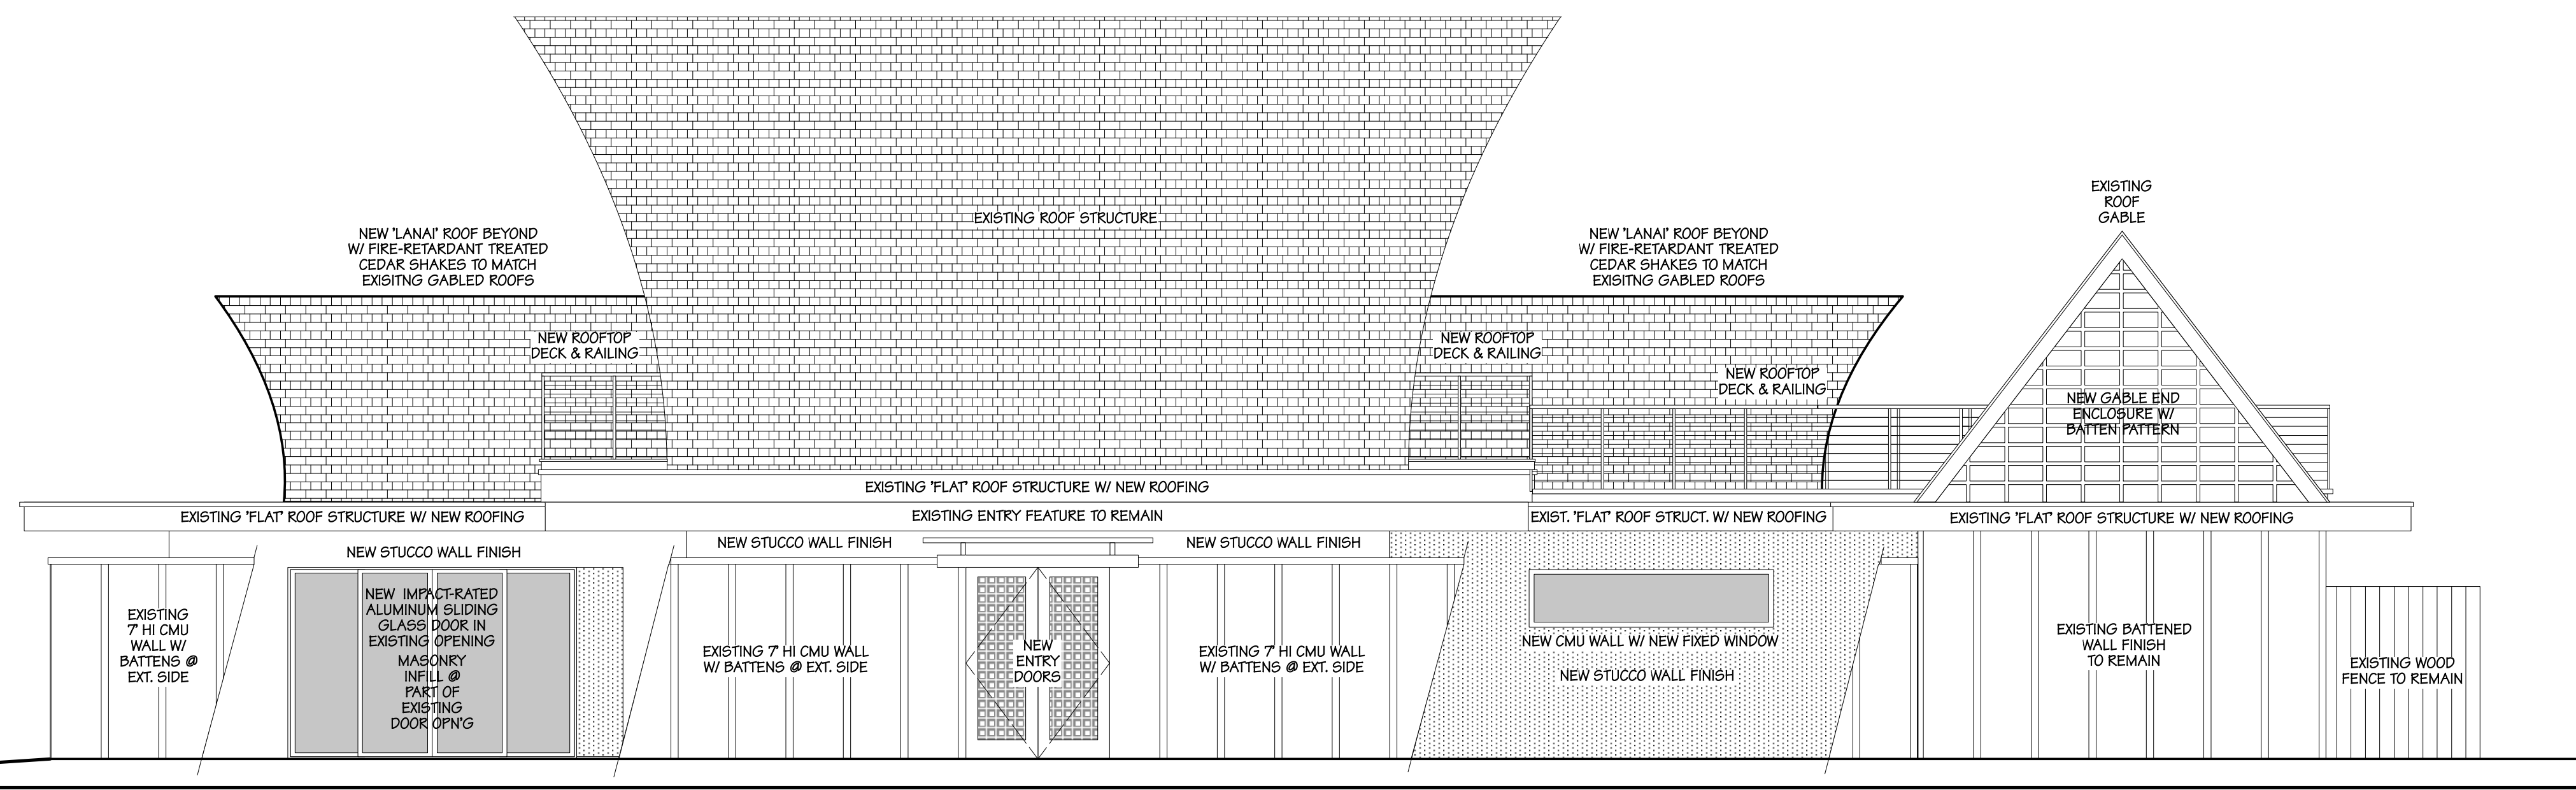 EXISTING
ROOF
GABLE
EXISTING ROOF STRUCTURE
NEW 'LANAI' ROOF BEYOND
W/ FIRE-RETARDANT TREATED
CEDAR SHAKES TO MATCH
EXISITNG GABLED ROOFS
NEW 'LANAI' ROOF BEYOND
W/ FIRE-RETARDANT TREATED
CEDAR SHAKES TO MATCH
EXISITNG GABLED ROOFS
NEW ROOFTOP
DECK & RAILING
NEW ROOFTOP
DECK & RAILING
NEW ROOFTOP
DECK & RAILING
NEW GABLE END
ENCLOSURE W/
BATTEN PATTERN
EXISTING 'FLAT' ROOF STRUCTURE W/ NEW ROOFING
EXISTING 'FLAT' ROOF STRUCTURE W/ NEW ROOFING
EXISTING ENTRY FEATURE TO REMAIN
EXIST. 'FLAT' ROOF STRUCT. W/ NEW ROOFING
EXISTING 'FLAT' ROOF STRUCTURE W/ NEW ROOFING
NEW STUCCO WALL FINISH
NEW STUCCO WALL FINISH
NEW STUCCO WALL FINISH
EXISTING
7' HI CMU
WALL W/
BATTENS @
EXT. SIDE
NEW IMPACT-RATED
ALUMINUM SLIDING
GLASS DOOR IN
EXISTING OPENING
MASONRY
INFILL @
PART OF
EXISTING
DOOR OPN'G
EXISTING 7' HI CMU WALL
W/ BATTENS @ EXT. SIDE
NEW
ENTRY
DOORS
EXISTING 7' HI CMU WALL
W/ BATTENS @ EXT. SIDE
NEW CMU WALL W/ NEW FIXED WINDOW
NEW STUCCO WALL FINISH
EXISTING BATTENED
WALL FINISH
TO REMAIN
EXISTING WOOD
FENCE TO REMAIN